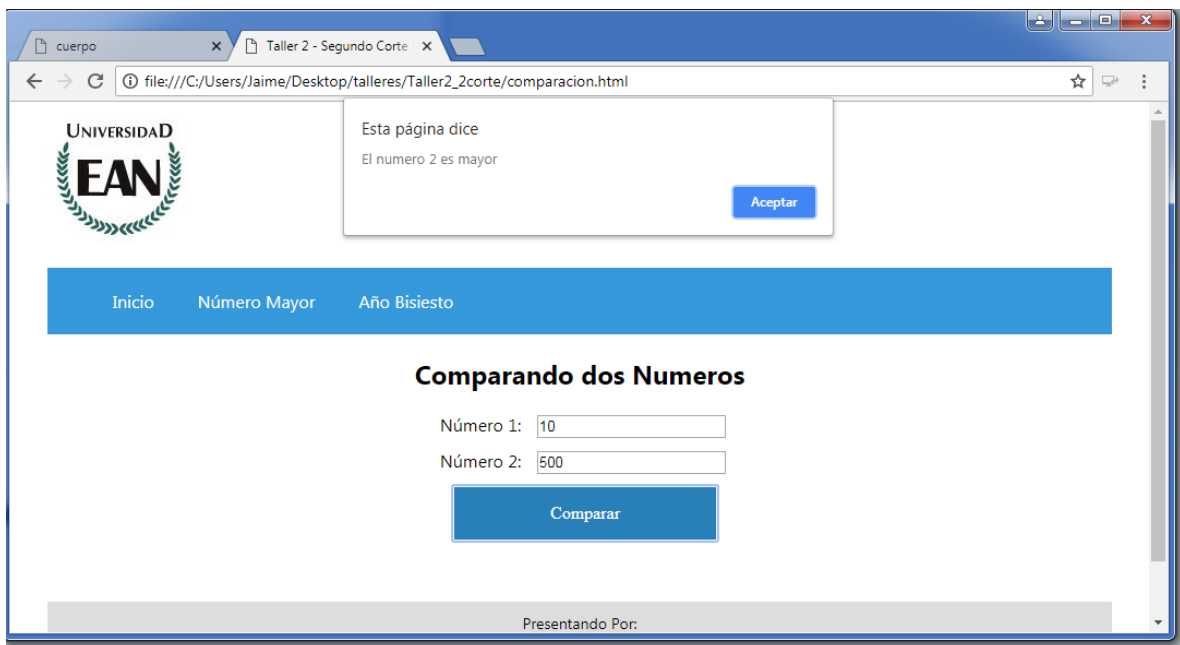 cuerpo
Taller 2 - Segundo Corte
file:///C:/Users/Jaime/Desktop/talleres/Taller2_2corte/comparacion.html
UNIVERSIDAD
EAN
Esta página dice
El numero 2 es mayor
Aceptar
Inicio Número Mayor Año Bisiesto
Comparando dos Numeros
Número 1: 10
Número 2: 500
Comparar
Presentando Por: